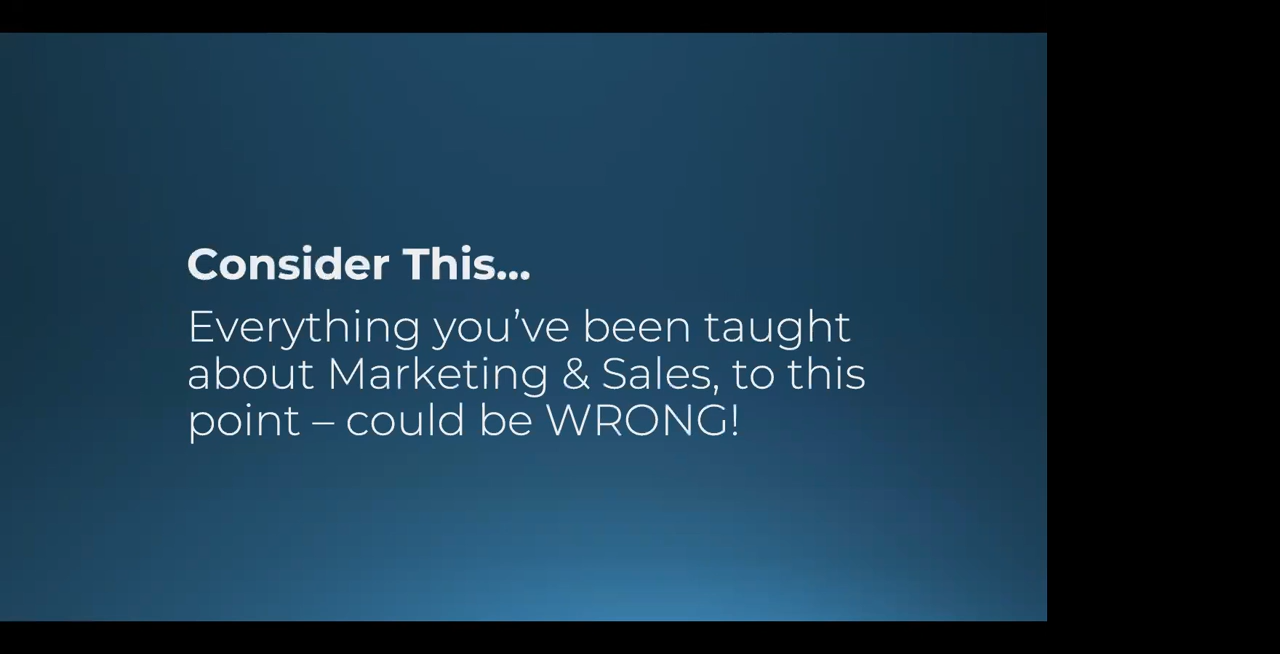 Consider This...
Everything you’ve been taught
about Marketing & Sales, to this
point – could be WRONG!